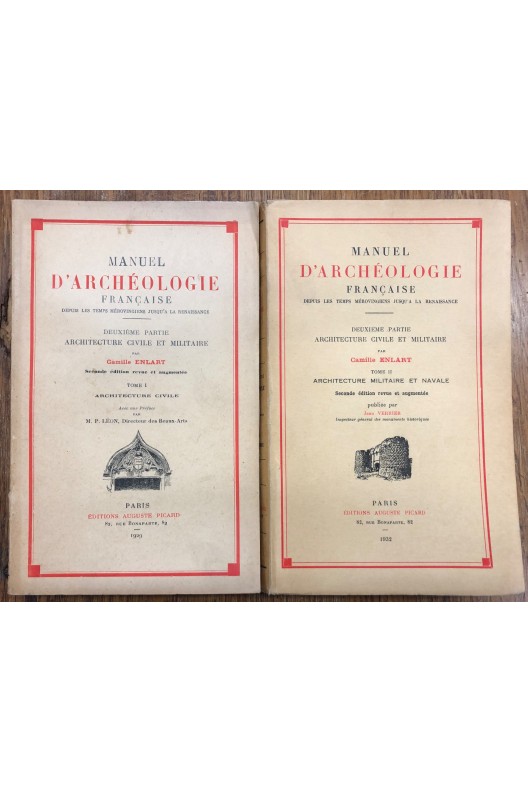 MANUEL
D'ARCHÉOLOGIE
FRANÇAISE
DEPUIS LES TEMPS MÉROVINGIENS JUSQU'A LA RENAISSANCE
DEUXIÈME PARTIE
ARCHITECTURE CIVILE ET MILITAIRE
PAR
Camille ENLART
Seconde édition revue et augmentée
TOME I
ARCHITECTURE CIVILE
Avec une Préface
PAR
M. P. LÉON, Directeur des Beaux-Arts
PARIS
ÉDITIONS AUGUSTE PICARD
82, RUE BONAPARTE, 82
MANUEL
D'ARCHÉOLOGIE
FRANÇAISE
DEPUIS LES TEMPS MÉROVINGIENS JUSQU'A LA RENAISSANCE
DEUXIEME PARTIE
ARCHITECTURE CIVILE ET MILITAIRE
PAR
Camille ENLART
TOME II
ARCHITECTURE MILITAIRE ET NAVALE
Seconde édition revue et augmentée
publiée par
Jean VERRIER
Inspecteur général des monuments historiques
PARIS
ÉDITIONS AUGUSTE PICARD
82, RUE BONAPARTE, 82
1932